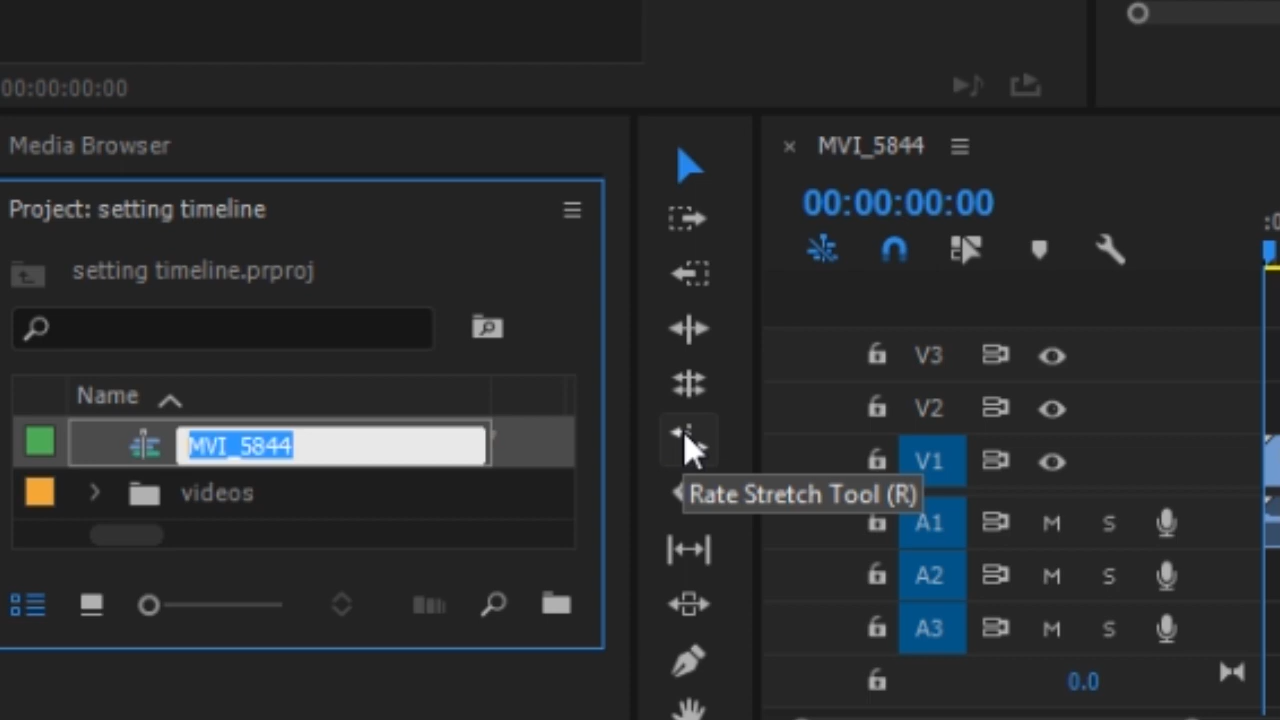 00:00:00:00
Media Browser
Project: setting timeline
setting timeline.prproj
Name
MVI_5844
videos
Rate Stretch Tool (R)
MVI_5844
00:00:00:00
V3
V2
V1
A1 M S
A2 M S
A3 M S
0.0